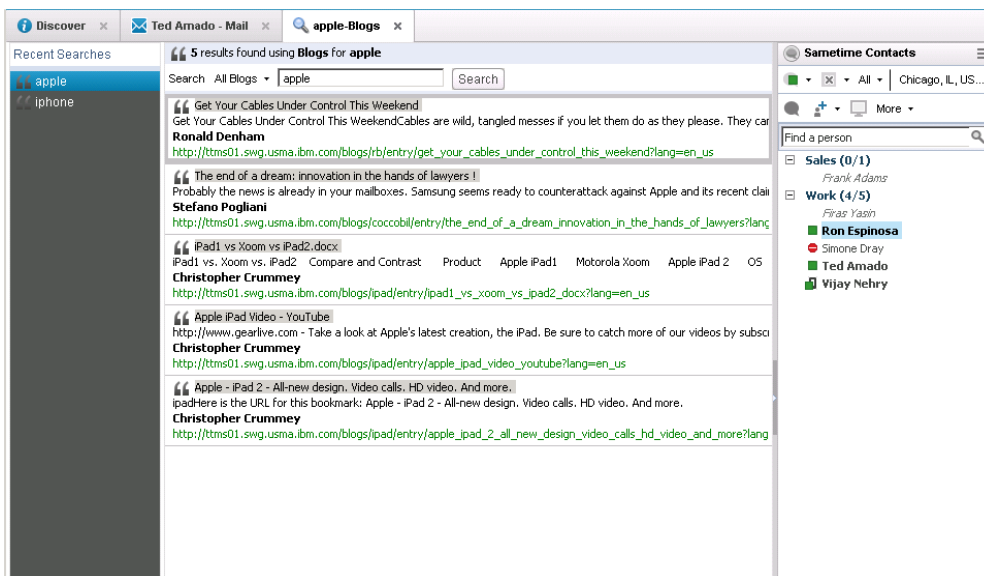 Discover
Ted Amado - Mail
apple-Blogs
Recent Searches
apple
iphone
5 results found using Blogs for apple
Search All Blogs apple Search
Get Your Cables Under Control This Weekend
Get Your Cables Under Control This WeekendCables are wild, tangled messes if you let them do as they please. They car
Ronald Denham
http://ttms01.swg.usma.ibm.com/blogs/rb/entry/get_your_cables_under_control_this_weekend?lang=en_us
The end of a dream: innovation in the hands of lawyers !
Probably the news is already in your mailboxes. Samsung seems ready to counterattack against Apple and its recent clai
Stefano Pogliani
http://ttms01.swg.usma.ibm.com/blogs/coccobil/entry/the_end_of_a_dream_innovation_in_the_hands_of_lawyers?lang
iPad1 vs Xoom vs iPad2.docx
iPad1 vs. Xoom vs. iPad2 Compare and Contrast Product Apple iPad1 Motorola Xoom Apple iPad 2 OS
Christopher Crummey
http://ttms01.swg.usma.ibm.com/blogs/ipad/entry/ipad1_vs_xoom_vs_ipad2_docx?lang=en_us
Apple iPad Video - YouTube
http://www.gearlive.com - Take a look at Apple's latest creation, the iPad. Be sure to catch more of our videos by subscr
Christopher Crummey
http://ttms01.swg.usma.ibm.com/blogs/ipad/entry/apple_ipad_video_youtube?lang=en_us
Apple - iPad 2 - All-new design. Video calls. HD video. And more.
ipadHere is the URL for this bookmark: Apple - iPad 2 - All-new design. Video calls. HD video. And more.
Christopher Crummey
http://ttms01.swg.usma.ibm.com/blogs/ipad/entry/apple_ipad_2_all_new_design_video_calls_hd_video_and_more?lang
Sametime Contacts
All Chicago, IL, US...
More
Find a person
Sales (0/1)
Frank Adams
Work (4/5)
Firas Yasin
Ron Espinosa
Simone Dray
Ted Amado
Vijay Nehry